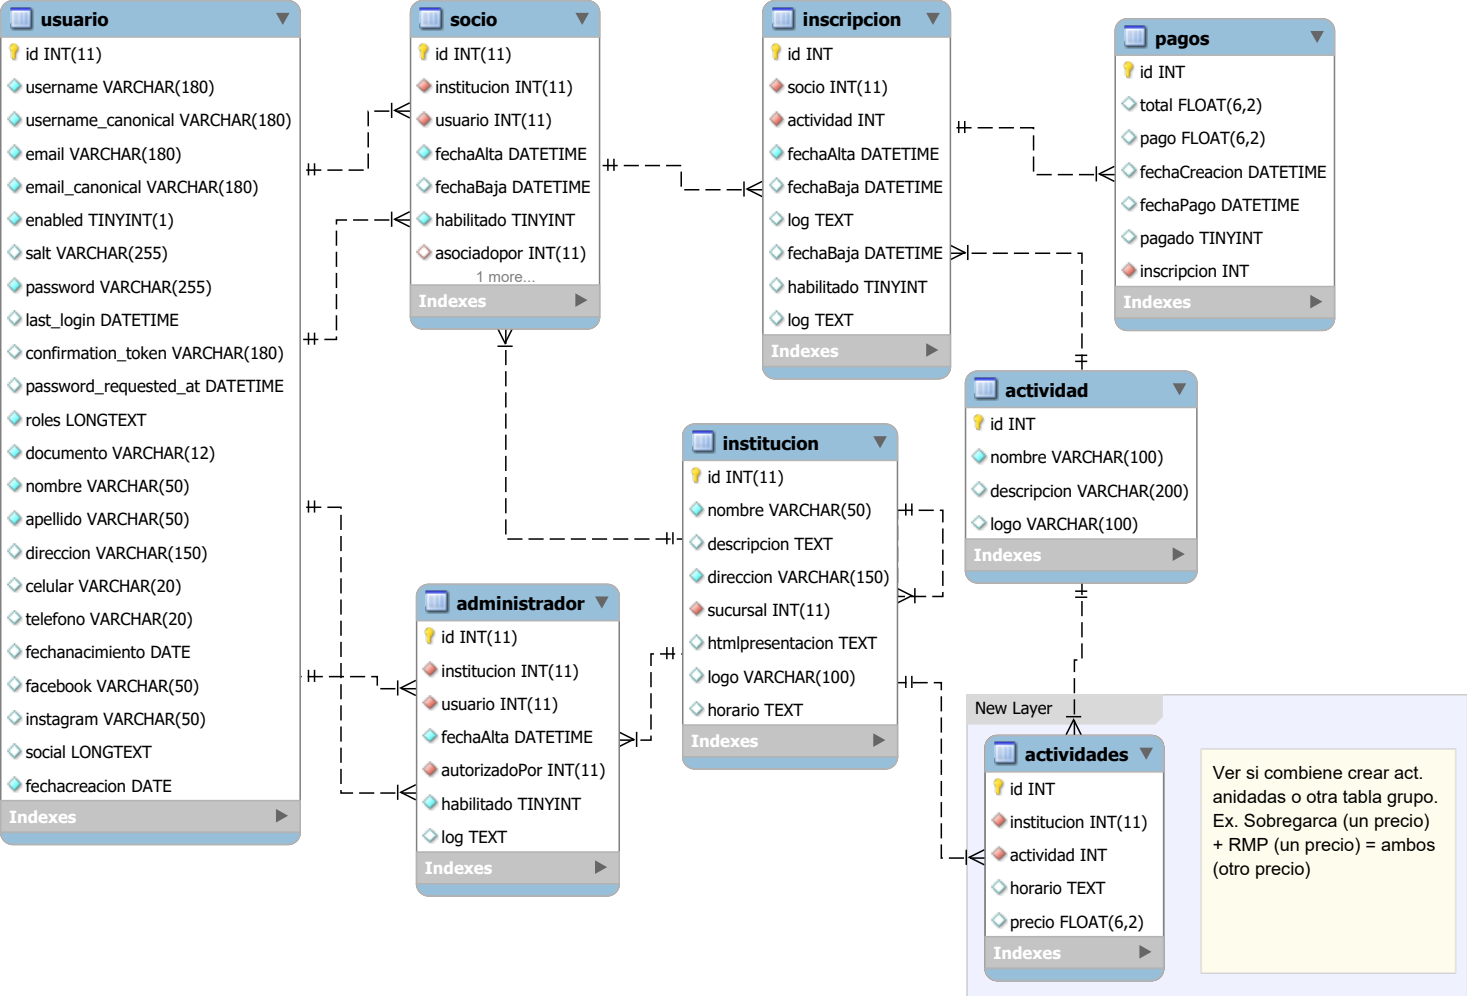 usuario
id INT(11)
username VARCHAR(180)
username_canonical VARCHAR(180)
email VARCHAR(180)
email_canonical VARCHAR(180)
enabled TINYINT(1)
salt VARCHAR(255)
password VARCHAR(255)
last_login DATETIME
confirmation_token VARCHAR(180)
password_requested_at DATETIME
roles LONGTEXT
documento VARCHAR(12)
nombre VARCHAR(50)
apellido VARCHAR(50)
direccion VARCHAR(150)
celular VARCHAR(20)
telefono VARCHAR(20)
fechanacimiento DATE
facebook VARCHAR(50)
instagram VARCHAR(50)
social LONGTEXT
fechacreacion DATE
Indexes
socio
id INT(11)
institucion INT(11)
usuario INT(11)
fechaAlta DATETIME
fechaBaja DATETIME
habilitado TINYINT
asociadopor INT(11)
1 more...
Indexes
inscripcion
id INT
socio INT(11)
actividad INT
fechaAlta DATETIME
fechaBaja DATETIME
log TEXT
fechaBaja DATETIME
habilitado TINYINT
log TEXT
Indexes
pagos
id INT
total FLOAT(6,2)
pago FLOAT(6,2)
fechaCreacion DATETIME
fechaPago DATETIME
pagado TINYINT
inscripcion INT
Indexes
actividad
id INT
nombre VARCHAR(100)
descripcion VARCHAR(200)
logo VARCHAR(100)
Indexes
institucion
id INT(11)
nombre VARCHAR(50)
descripcion TEXT
direccion VARCHAR(150)
sucursal INT(11)
htmlpresentacion TEXT
logo VARCHAR(100)
horario TEXT
Indexes
administrador
id INT(11)
institucion INT(11)
usuario INT(11)
fechaAlta DATETIME
autorizadoPor INT(11)
habilitado TINYINT
log TEXT
Indexes
New Layer
actividades
id INT
institucion INT(11)
actividad INT
horario TEXT
precio FLOAT(6,2)
Indexes
Ver si combiene crear act.
anidadas o otra tabla grupo.
Ex. Sobregarca (un precio)
+ RMP (un precio) = ambos
(otro precio)